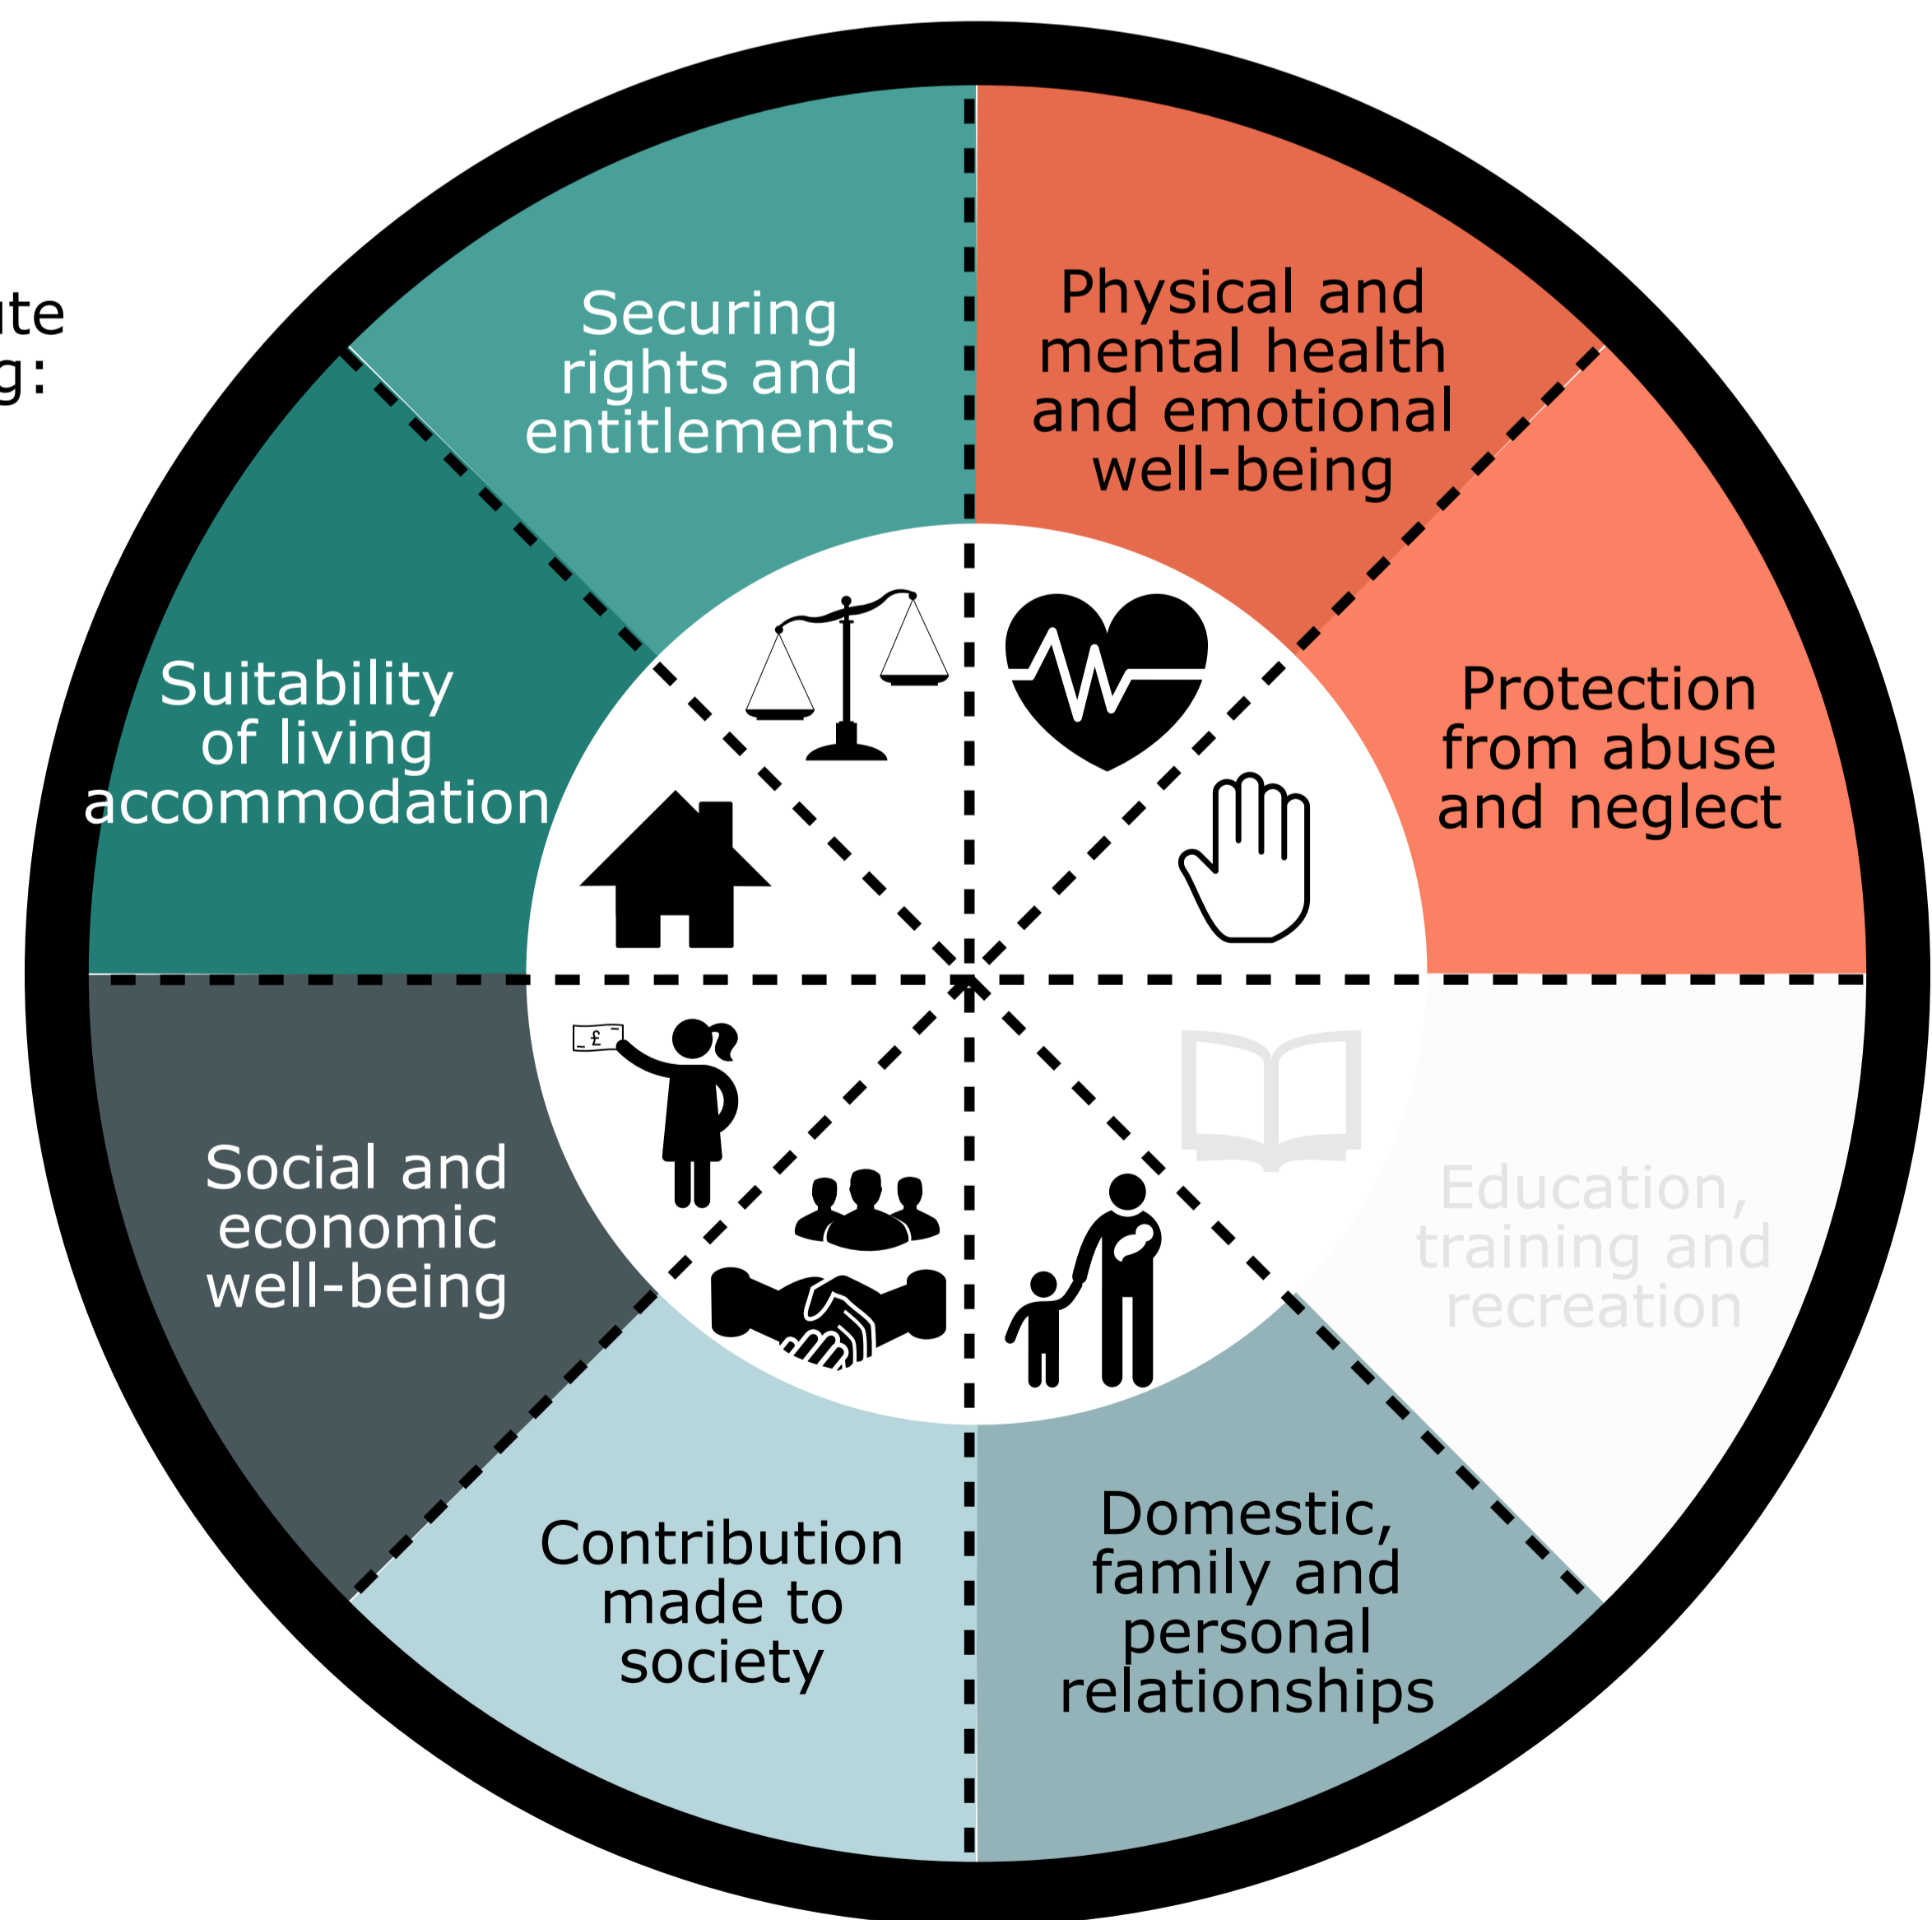 Securing
rights and
entitlements
Physical and
mental health
and emotional
well-being
Protection
from abuse
and neglect
Education,
training and
recreation
Domestic,
family and
personal
relationships
Contribution
made to
society
Social and
economic
well-being
Suitability
of living
accommodation
£